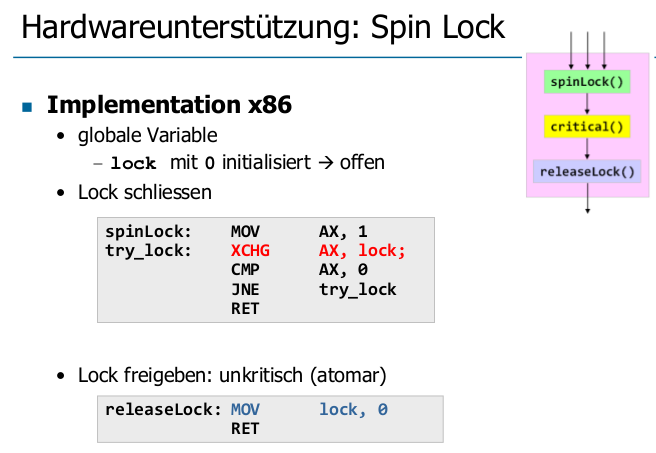 Hardwareunterstützung: Spin Lock
spinLock()
critical()
releaseLock()
Implementation x86
• globale Variable
– lock mit 0 initialisiert → offen
• Lock schliessen
spinLock: MOV AX, 1
try_lock: XCHG AX, lock;
CMP AX, 0
JNE try_lock
RET
• Lock freigeben: unkritisch (atomar)
releaseLock: MOV lock, 0
RET